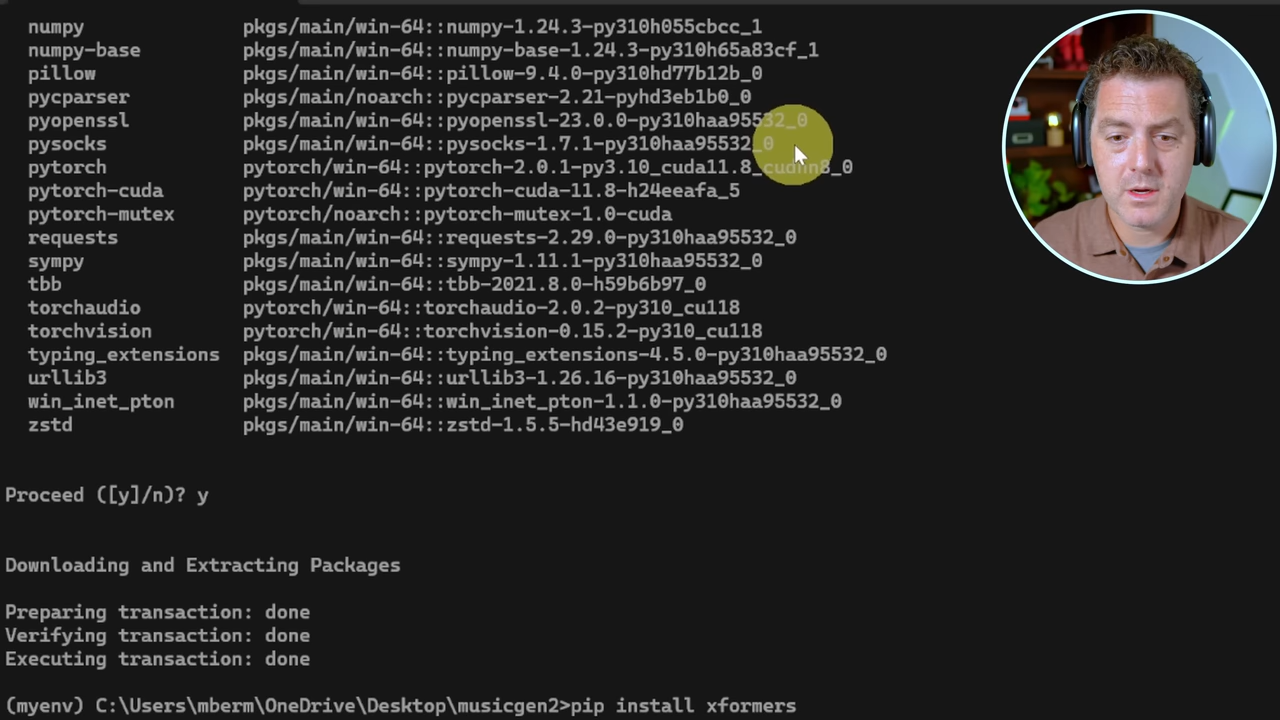 numpy pkgs/main/win-64::numpy-1.24.3-py310h055cbcc_1
numpy-base pkgs/main/win-64::numpy-base-1.24.3-py310h65a83cf_1
pillow pkgs/main/win-64::pillow-9.4.0-py310hd77b12b_0
pycparser pkgs/main/noarch::pycparser-2.21-pyhd3eb1b0_0
pyopenssl pkgs/main/win-64::pyopenssl-23.0.0-py310haa95532_0
pysocks pkgs/main/win-64::pysocks-1.7.1-py310haa95532_0
pytorch pytorch/win-64::pytorch-2.0.1-py3.10_cuda11.8_cudnn8_0
pytorch-cuda pytorch/win-64::pytorch-cuda-11.8-h24eeafa_5
pytorch-mutex pytorch/noarch::pytorch-mutex-1.0-cuda
requests pkgs/main/win-64::requests-2.29.0-py310haa95532_0
sympy pkgs/main/win-64::sympy-1.11.1-py310haa95532_0
tbb pkgs/main/win-64::tbb-2021.8.0-h59b6b97_0
torchaudio pytorch/win-64::torchaudio-2.0.2-py310_cu118
torchvision pytorch/win-64::torchvision-0.15.2-py310_cu118
typing_extensions pkgs/main/win-64::typing_extensions-4.5.0-py310haa95532_0
urllib3 pkgs/main/win-64::urllib3-1.26.16-py310haa95532_0
win_inet_pton pkgs/main/win-64::win_inet_pton-1.1.0-py310haa95532_0
zstd pkgs/main/win-64::zstd-1.5.5-hd43e919_0
Proceed ([y]/n)? y
Downloading and Extracting Packages
Preparing transaction: done
Verifying transaction: done
Executing transaction: done
(myenv) C:\Users\mberm\OneDrive\Desktop\musicgen2>pip install xformers